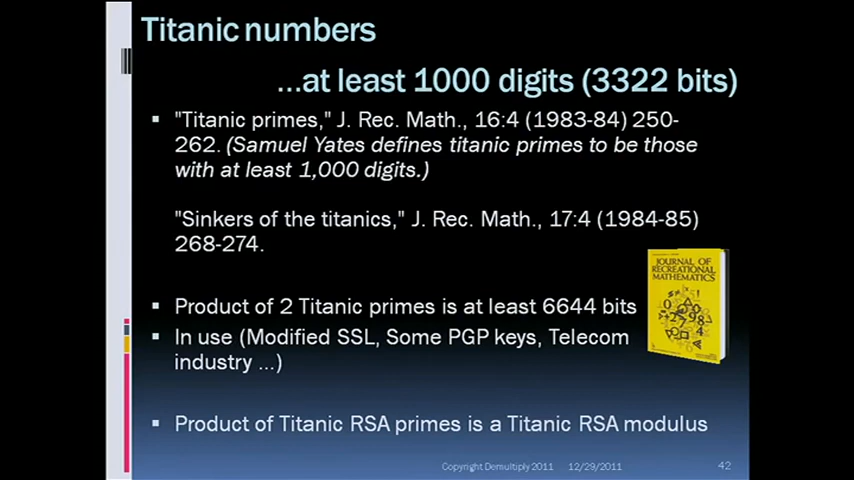 Titanic numbers
...at least 1000 digits (3322 bits)
▪ "Titanic primes," J. Rec. Math., 16:4 (1983-84) 250-
262. (Samuel Yates defines titanic primes to be those
with at least 1,000 digits.)
"Sinkers of the titanics," J. Rec. Math., 17:4 (1984-85)
268-274.
JOURNAL OF
RECREATIONAL
MATHEMATICS
▪ Product of 2 Titanic primes is at least 6644 bits
▪ In use (Modified SSL, Some PGP keys, Telecom
industry ...)
▪ Product of Titanic RSA primes is a Titanic RSA modulus
Copyright Demultiply 2011 12/29/2011 42